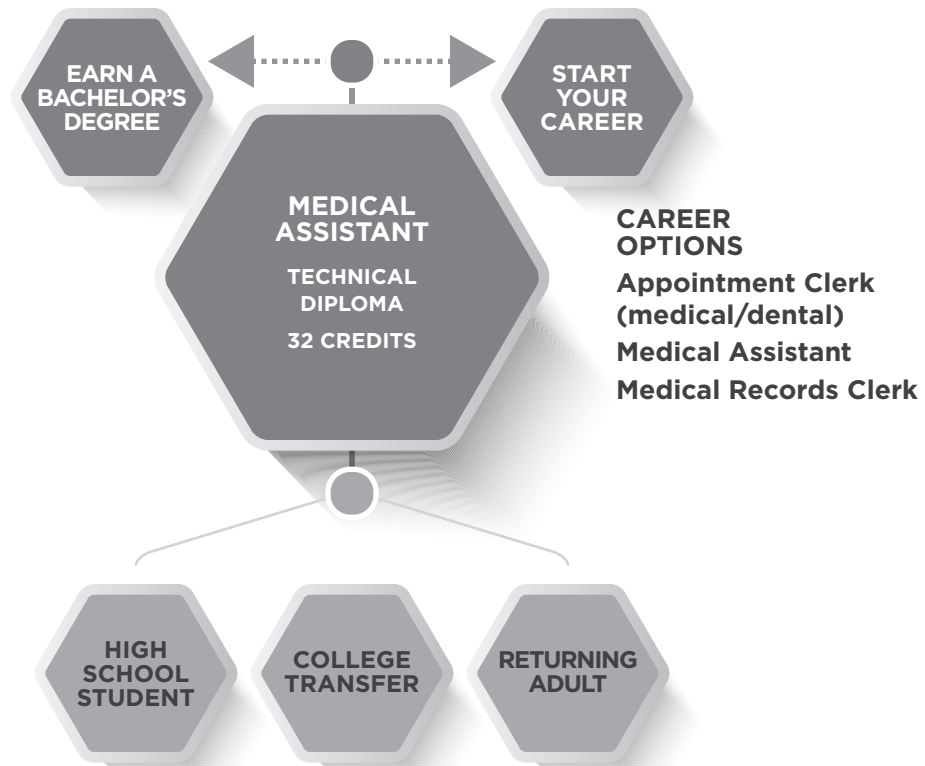 EARN A
BACHELOR'S
DEGREE
START
YOUR
CAREER
MEDICAL
ASSISTANT
TECHNICAL
DIPLOMA
32 CREDITS
CAREER
OPTIONS
Appointment Clerk
(medical/dental)
Medical Assistant
Medical Records Clerk
HIGH
SCHOOL
STUDENT
COLLEGE
TRANSFER
RETURNING
ADULT